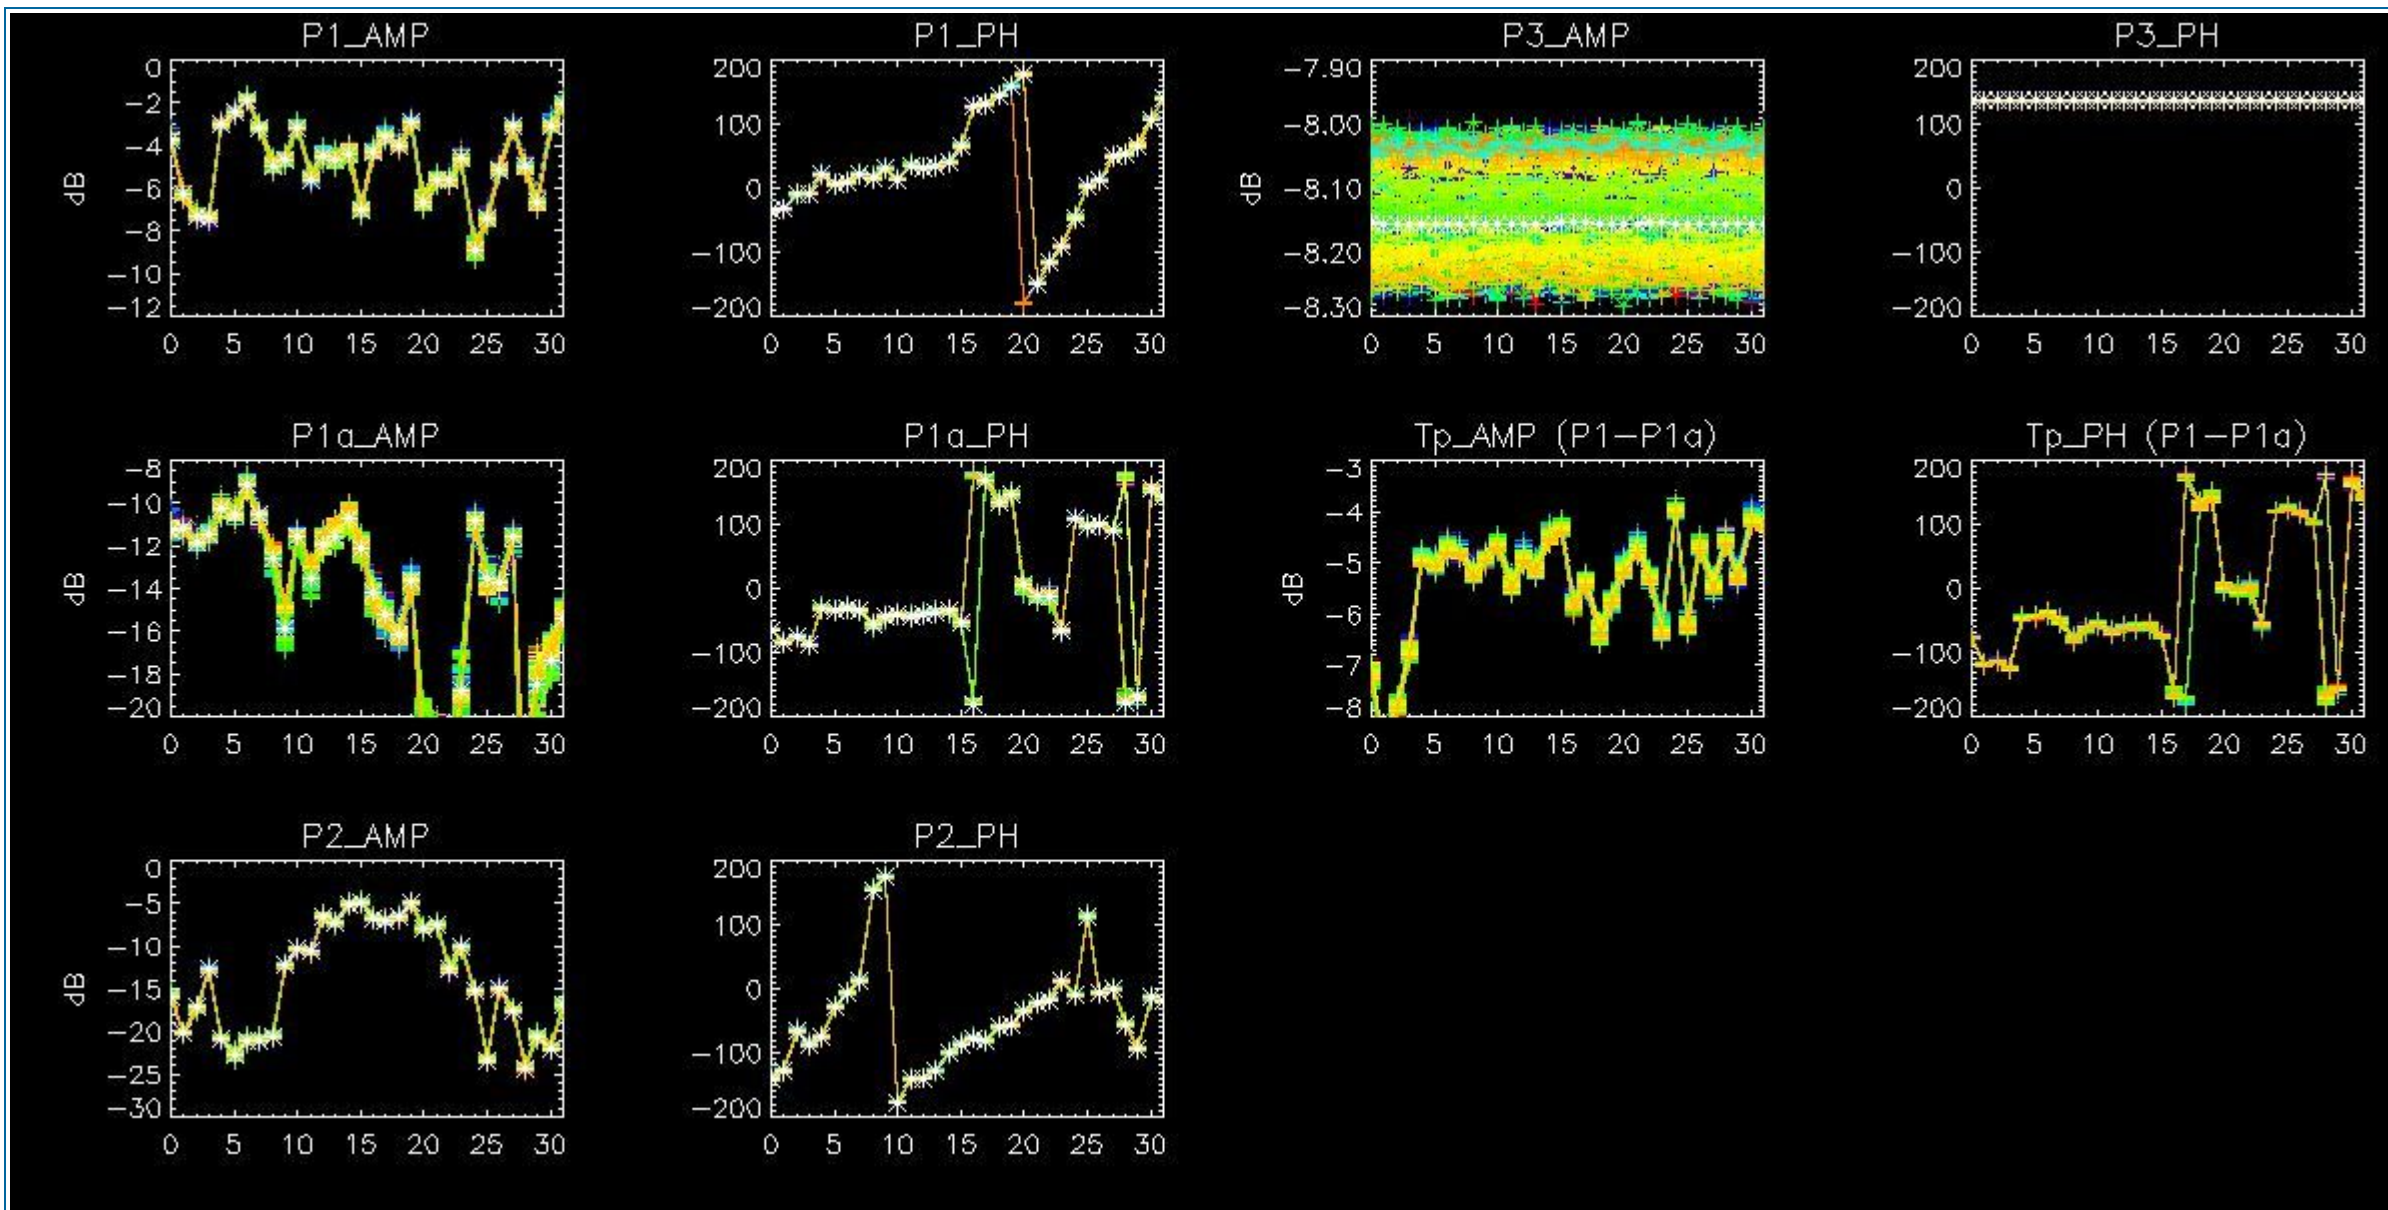 P1_AMP
0
−2
−4
−6
−8
−10
−12
dB
0 5 10 15 20 25 30
P1_PH
200
100
0
−100
−200
0 5 10 15 20 25 30
P3_AMP
−7.90
−8.00
−8.10
−8.20
−8.30
dB
0 5 10 15 20 25 30
P3_PH
200
100
0
−100
−200
0 5 10 15 20 25 30
P1a_AMP
−8
−10
−12
−14
−16
−18
−20
dB
0 5 10 15 20 25 30
P1a_PH
200
100
0
−100
−200
0 5 10 15 20 25 30
Tp_AMP (P1−P1a)
−3
−4
−5
−6
−7
−8
dB
0 5 10 15 20 25 30
Tp_PH (P1−P1a)
200
100
0
−100
−200
0 5 10 15 20 25 30
P2_AMP
0
−5
−10
−15
−20
−25
−30
dB
0 5 10 15 20 25 30
P2_PH
200
100
0
−100
−200
0 5 10 15 20 25 30